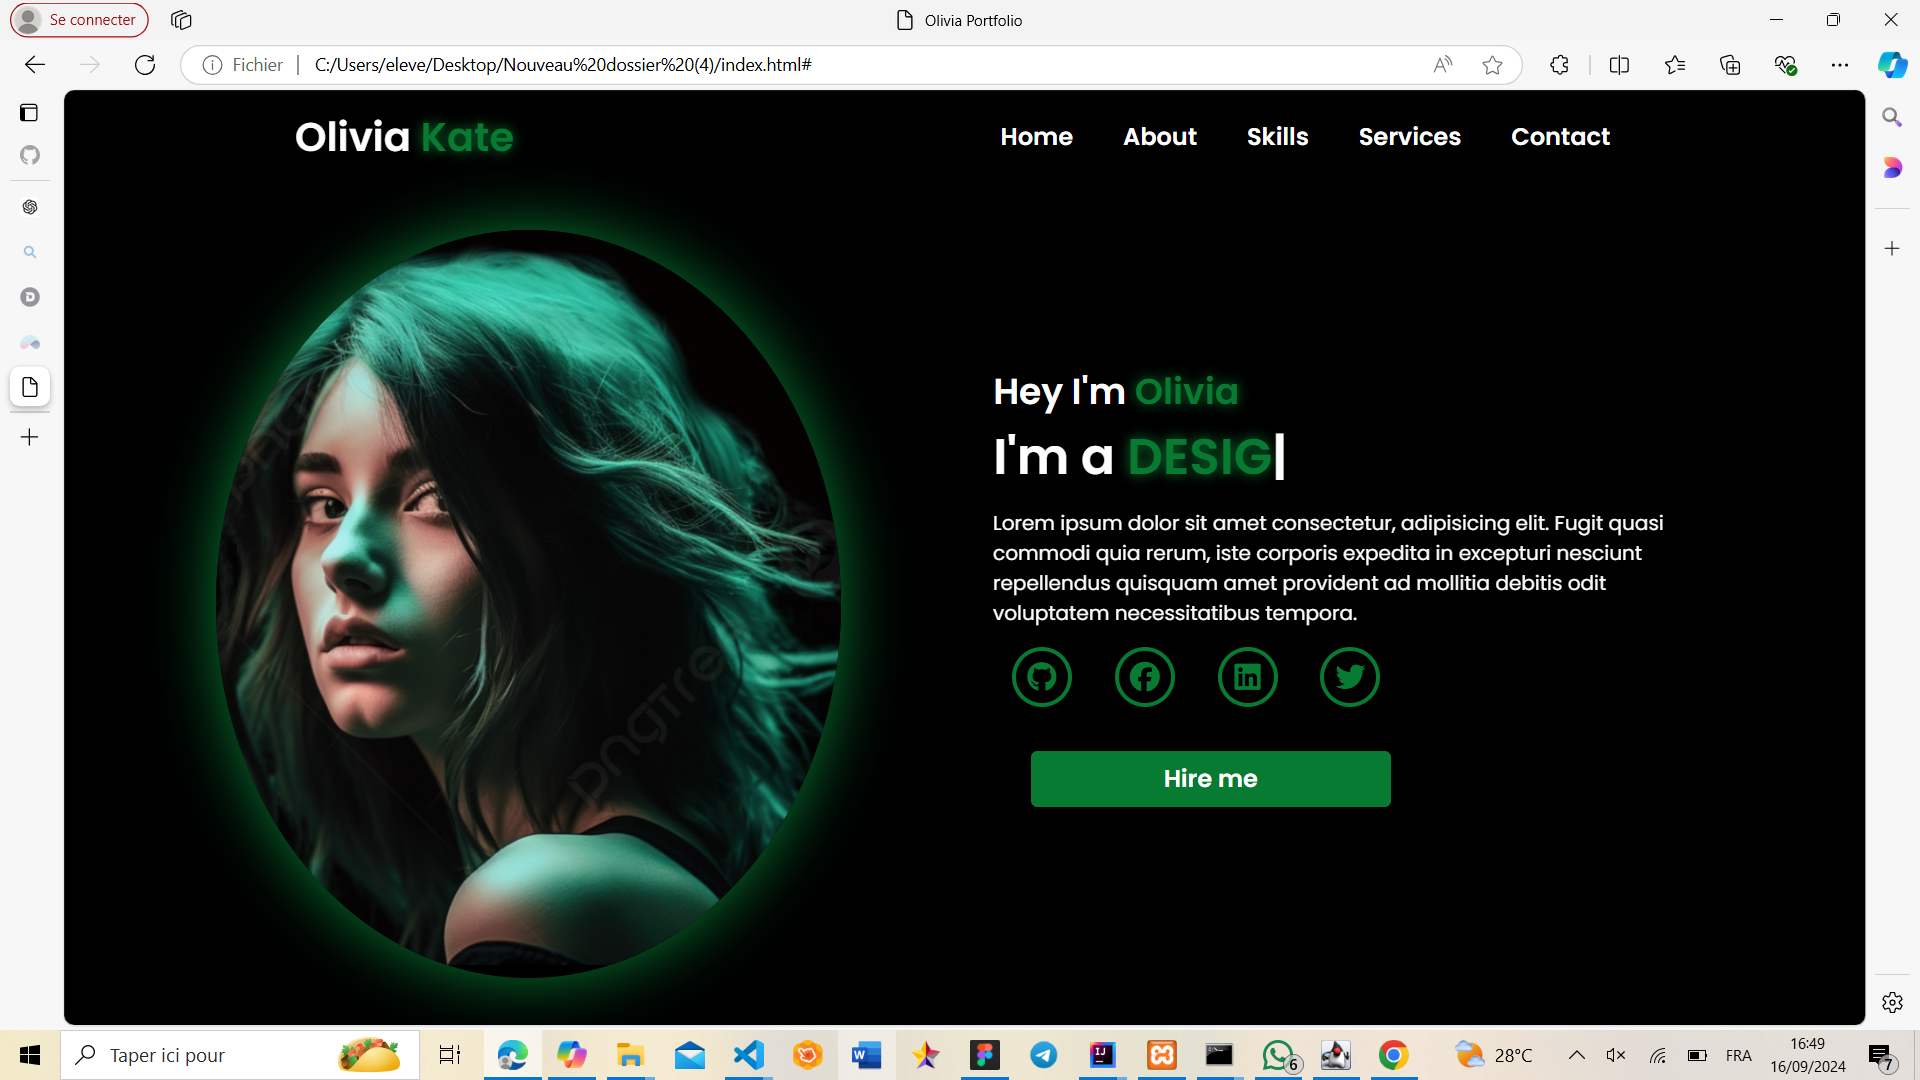 Se connecter
Olivia Portfolio
Fichier
C:/Users/eleve/Desktop/Nouveau%20dossier%20(4)/index.html#
Olivia Kate
Home
About
Skills
Services
Contact
Hey I'm Olivia
I'm a DESIG|
Lorem ipsum dolor sit amet consectetur, adipisicing elit. Fugit quasi
commodi quia rerum, iste corporis expedita in excepturi nesciunt
repellendus quisquam amet provident ad mollitia debitis odit
voluptatem necessitatibus tempora.
pngtree
Hire me
Taper ici pour
6
28°C
FRA
16:49
16/09/2024
7